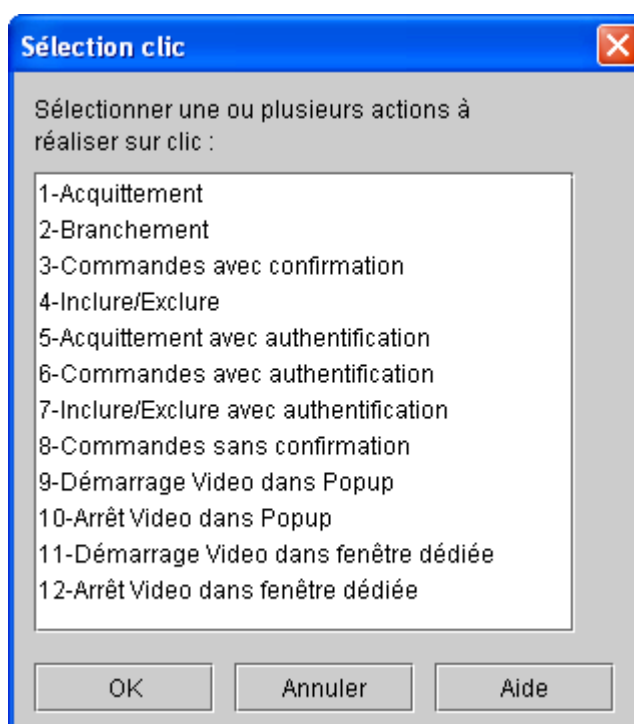 Sélection clic
Sélectionner une ou plusieurs actions à
réaliser sur clic :
1-Acquittement
2-Branchement
3-Commandes avec confirmation
4-Inclure/Exclure
5-Acquittement avec authentification
6-Commandes avec authentification
7-Inclure/Exclure avec authentification
8-Commandes sans confirmation
9-Démarrage Video dans Popup
10-Arrêt Video dans Popup
11-Démarrage Video dans fenêtre dédiée
12-Arrêt Video dans fenêtre dédiée
OK Annuler Aide